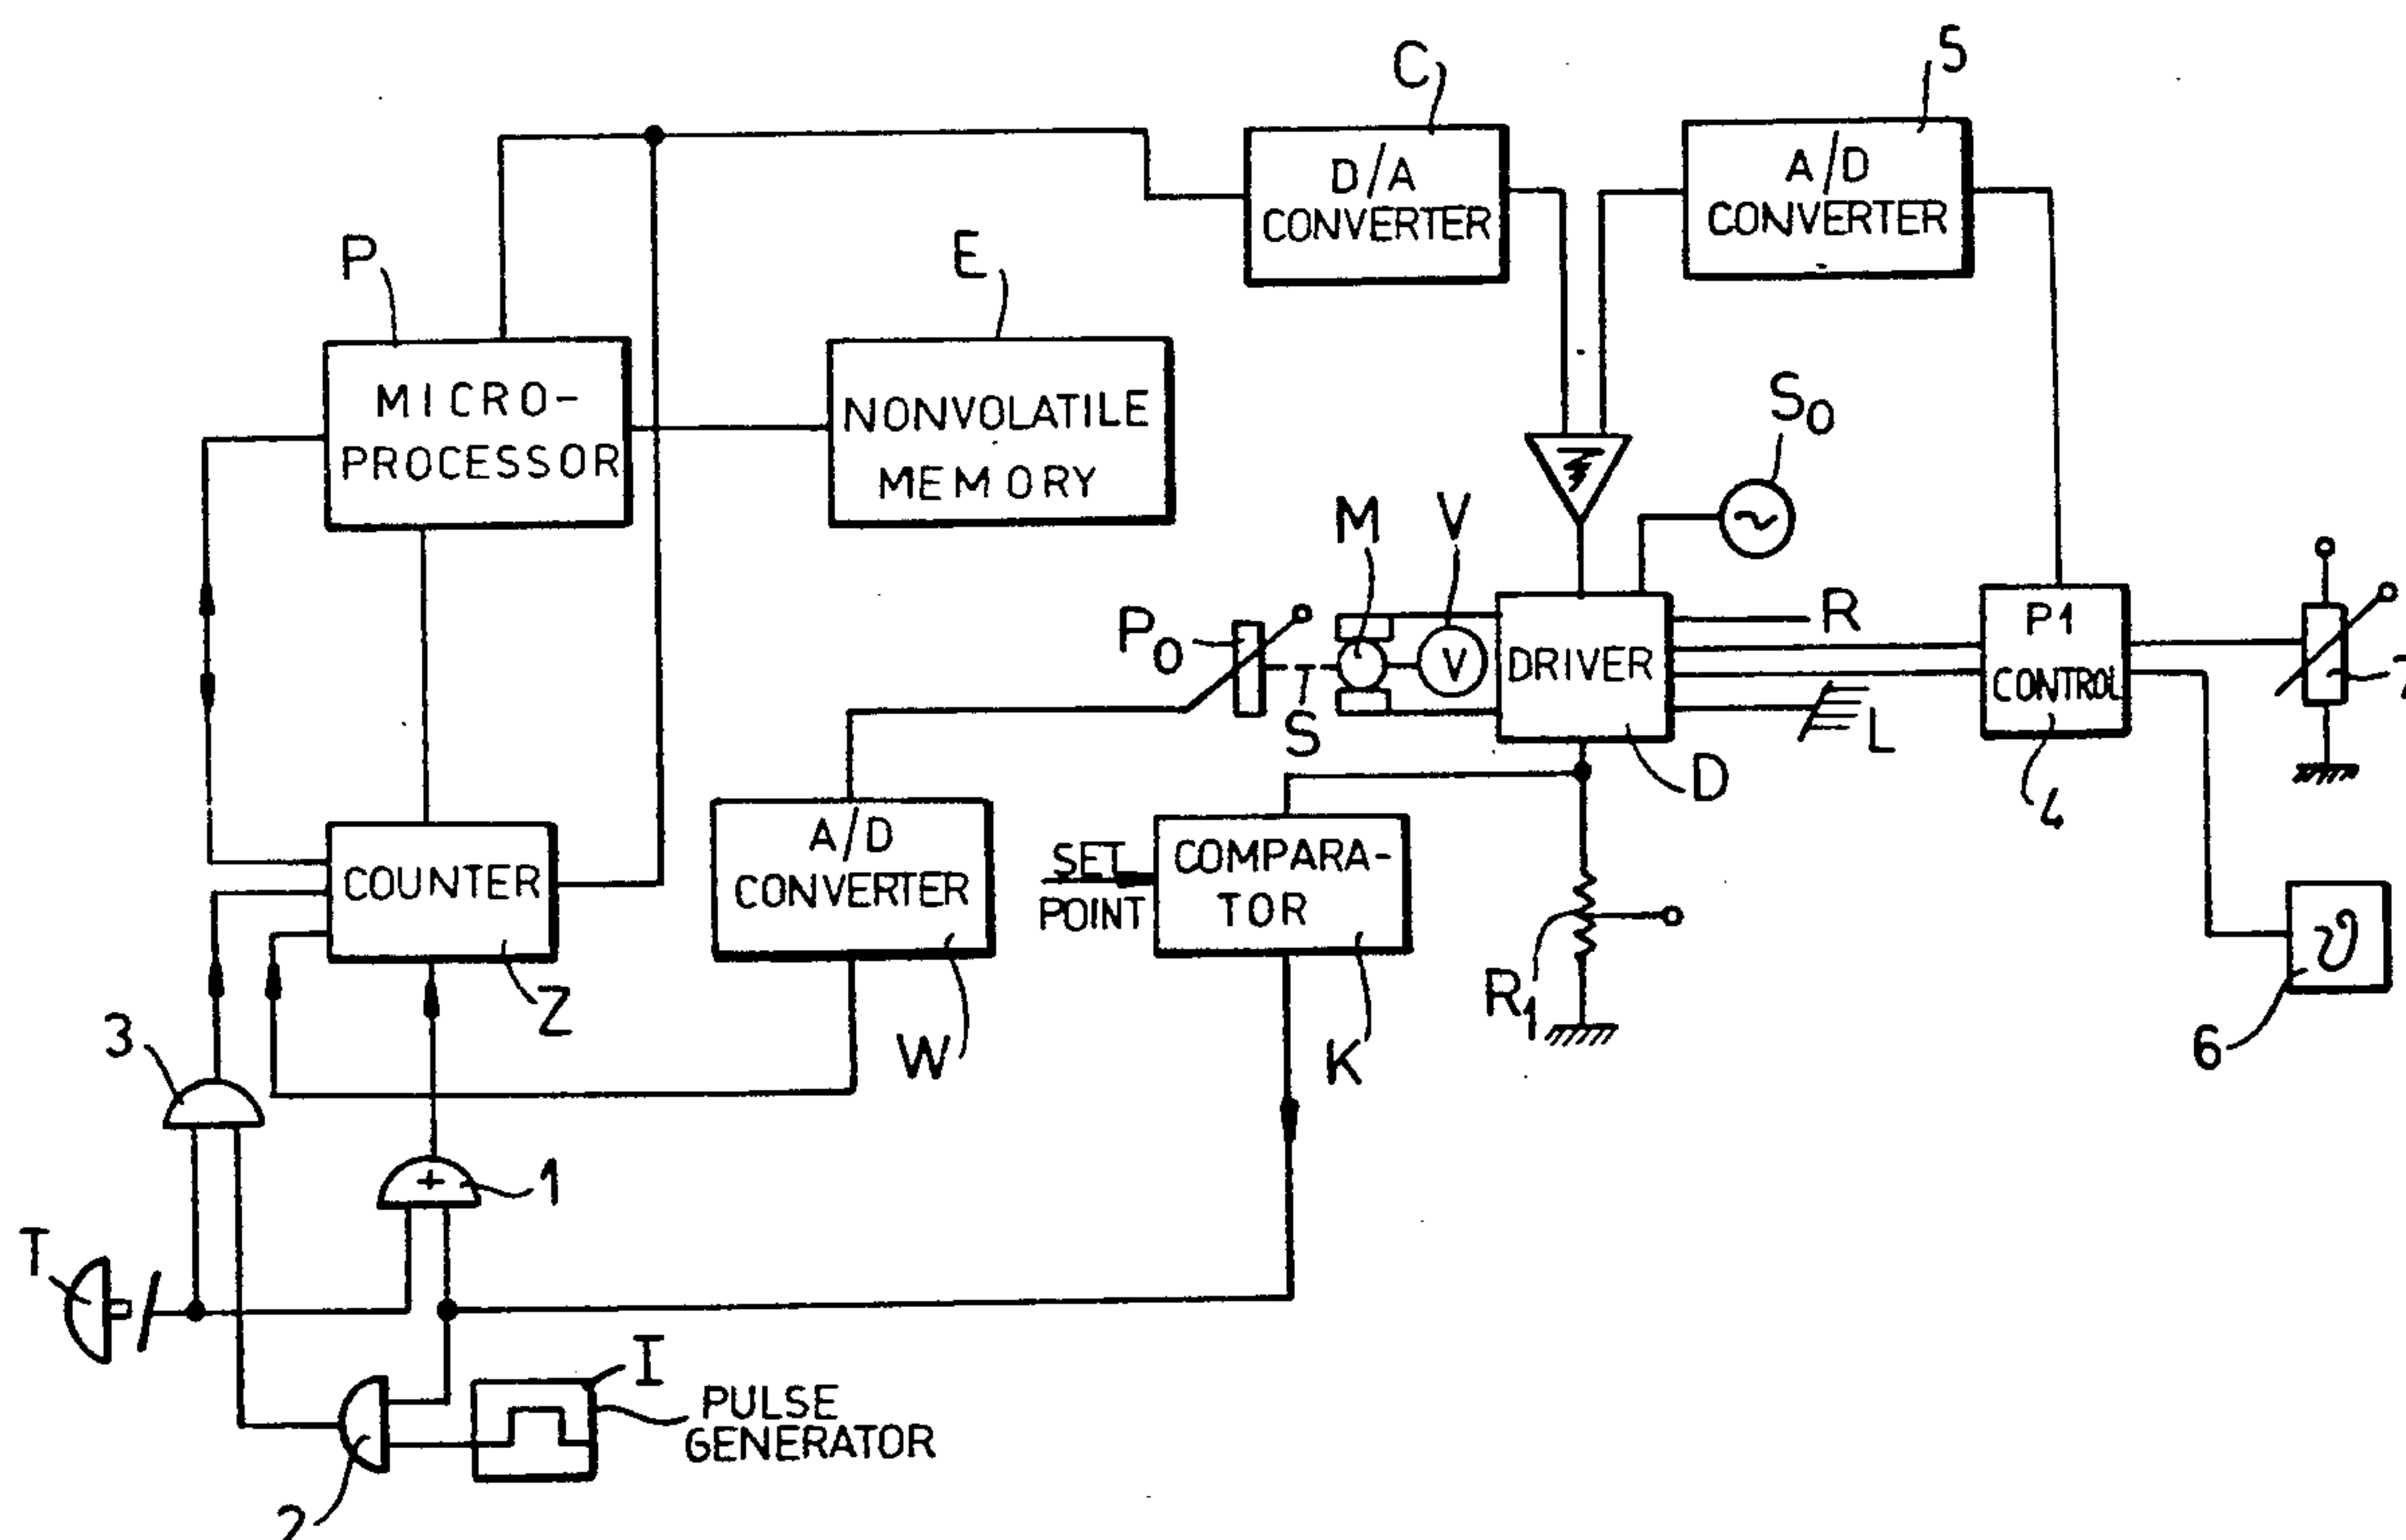 C
5
D/A
CONVERTER
A/D
CONVERTER
P
E
MICRO-
PROCESSOR
NONVOLATILE
MEMORY
S0
M
V
P0
S
V
DRIVER
R
L
P1
CONTROL
7
D
4
COUNTER
A/D
CONVERTER
SET
POINT
COMPARA-
TOR
Z
W
K
R1
ϑ
6
3
+
1
T
I
PULSE
GENERATOR
2